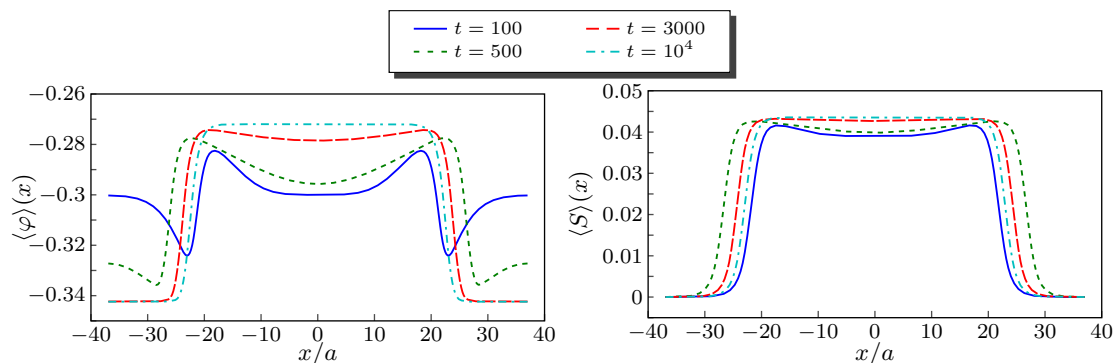 t = 100
t = 3000
t = 500
t = 10⁴
−0.26
−0.28
−0.3
−0.32
−0.34
⟨φ⟩(x)
−40 −30 −20 −10 0 10 20 30 40
x/a
0.05
0.04
0.03
0.02
0.01
0
⟨S⟩(x)
−40 −30 −20 −10 0 10 20 30 40
x/a